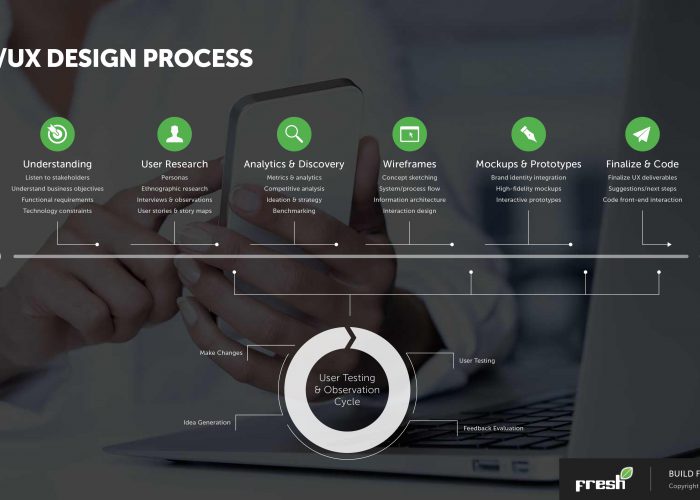 /UX DESIGN PROCESS
Understanding
Listen to stakeholders
Understand business objectives
Functional requirements
Technology constraints
User Research
Personas
Ethnographic research
Interviews & observations
User stories & story maps
Analytics & Discovery
Metrics & analytics
Competitive analysis
Ideation & strategy
Benchmarking
Wireframes
Concept sketching
System/process flow
Information architecture
Interaction design
Mockups & Prototypes
Brand identity integration
High-fidelity mockups
Interactive prototypes
Finalize & Code
Finalize UX deliverables
Suggestions/next steps
Code front-end interaction
Make Changes
User Testing
Idea Generation
Feedback Evaluation
User Testing
& Observation
Cycle
fresh
BUILD F
Copyright